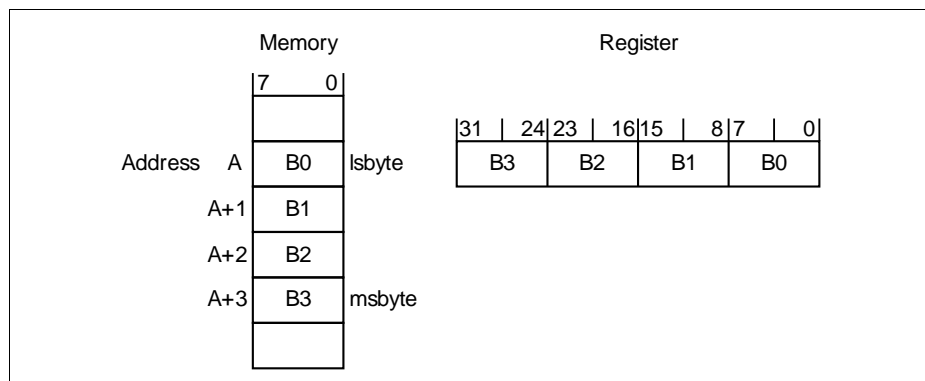 Memory Register
7 0
31 24 23 16 15 8 7 0
Address A B0 lsbyte B3 B2 B1 B0
A+1 B1
A+2 B2
A+3 B3 msbyte